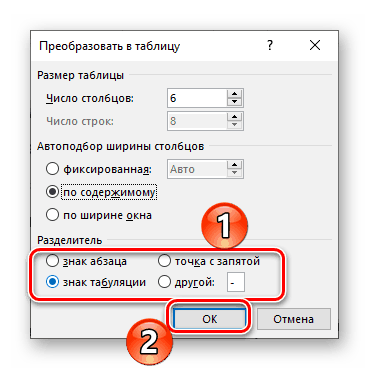 Преобразовать в таблицу ? ×
Размер таблицы
Число столбцов: 6
Число строк: 8
Автоподбор ширины столбцов
фиксированная: Авто
по содержимому
по ширине окна
1
Разделитель
знак абзаца точка с запятой
знак табуляции другой: -
2 ОК Отмена